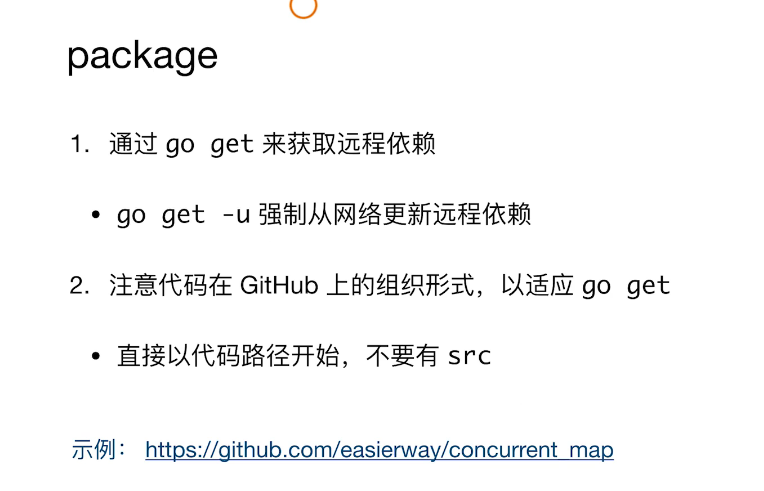 package
1. 通过 go get 来获取远程依赖
• go get -u 强制从网络更新远程依赖
2. 注意代码在 GitHub 上的组织形式，以适应 go get
• 直接以代码路径开始，不要有 src
示例： https://github.com/easierway/concurrent_map